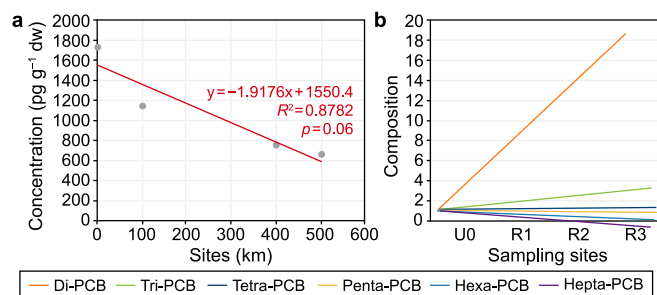 a
b
Concentration (pg g⁻¹ dw)
2000
1800
1600
1400
1200
1000
800
600
400
200
0
y=−1.9176x+1550.4
R²=0.8782
p=0.06
0 100 200 300 400 500 600
Sites (km)
Composition
20
18
16
14
12
10
8
6
4
2
0
U0 R1 R2 R3
Sampling sites
Di-PCB Tri-PCB Tetra-PCB Penta-PCB Hexa-PCB Hepta-PCB